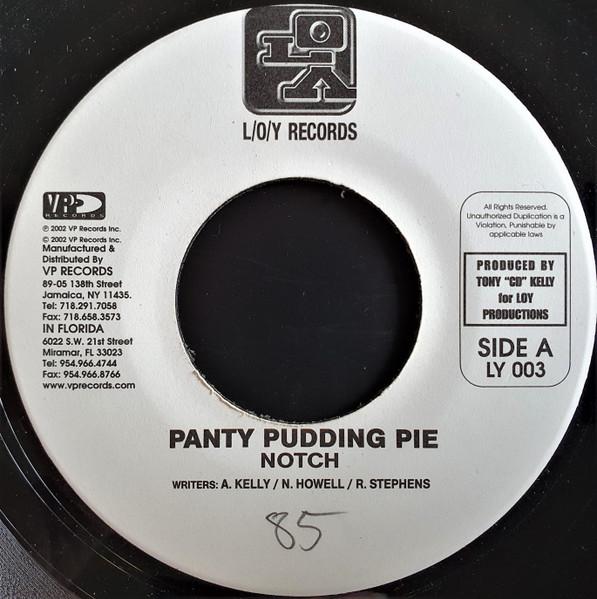 L/O/Y RECORDS
VP
RECORDS
℗ 2002 VP Records Inc.
© 2002 VP Records Inc.
Manufactured &
Distributed By
VP RECORDS
89-05 138th Street
Jamaica, NY 11435.
Tel: 718.291.7058
Fax: 718.658.3573
IN FLORIDA
6022 S.W. 21st Street
Miramar, FL 33023
Tel: 954.966.4744
Fax: 954.966.8766
www.vprecords.com
All Rights Reserved.
Unauthorized Duplication is a
Violation, Punishable by
applicable laws
PRODUCED BY
TONY "CD" KELLY
for LOY
PRODUCTIONS
SIDE A
LY 003
PANTY PUDDING PIE
NOTCH
WRITERS: A. KELLY / N. HOWELL / R. STEPHENS
85